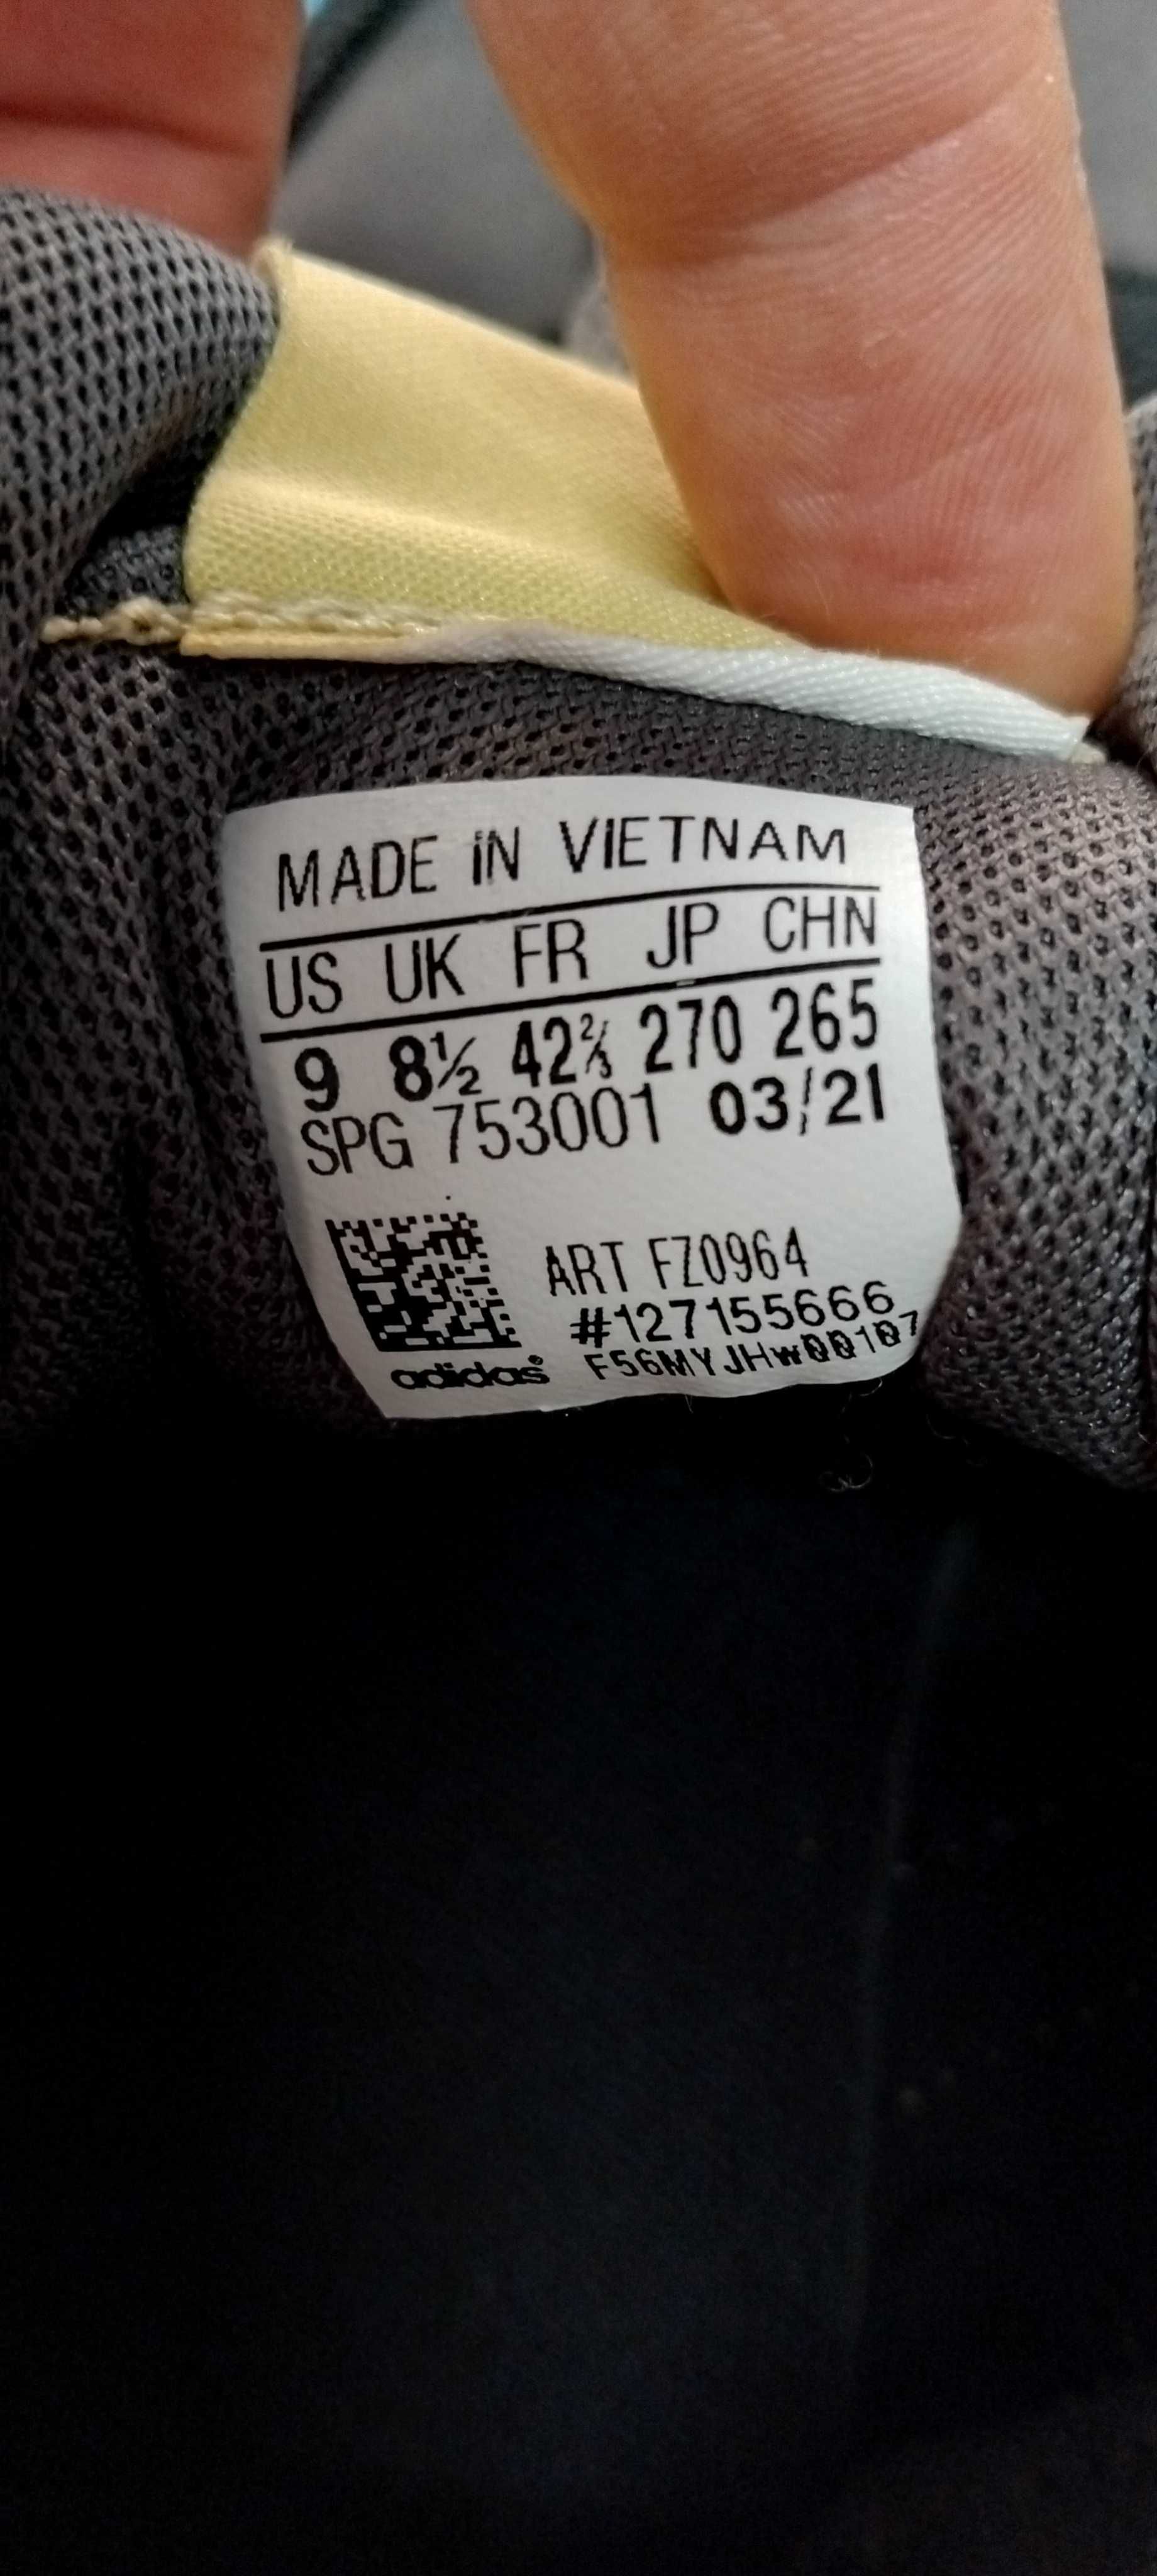 MADE IN VIETNAM
US UK FR JP CHN
9 8½ 42⅔ 270 265
SPG 753001 03/21
ART FZ0964
#127155666
adidas® F56MYJHW00107